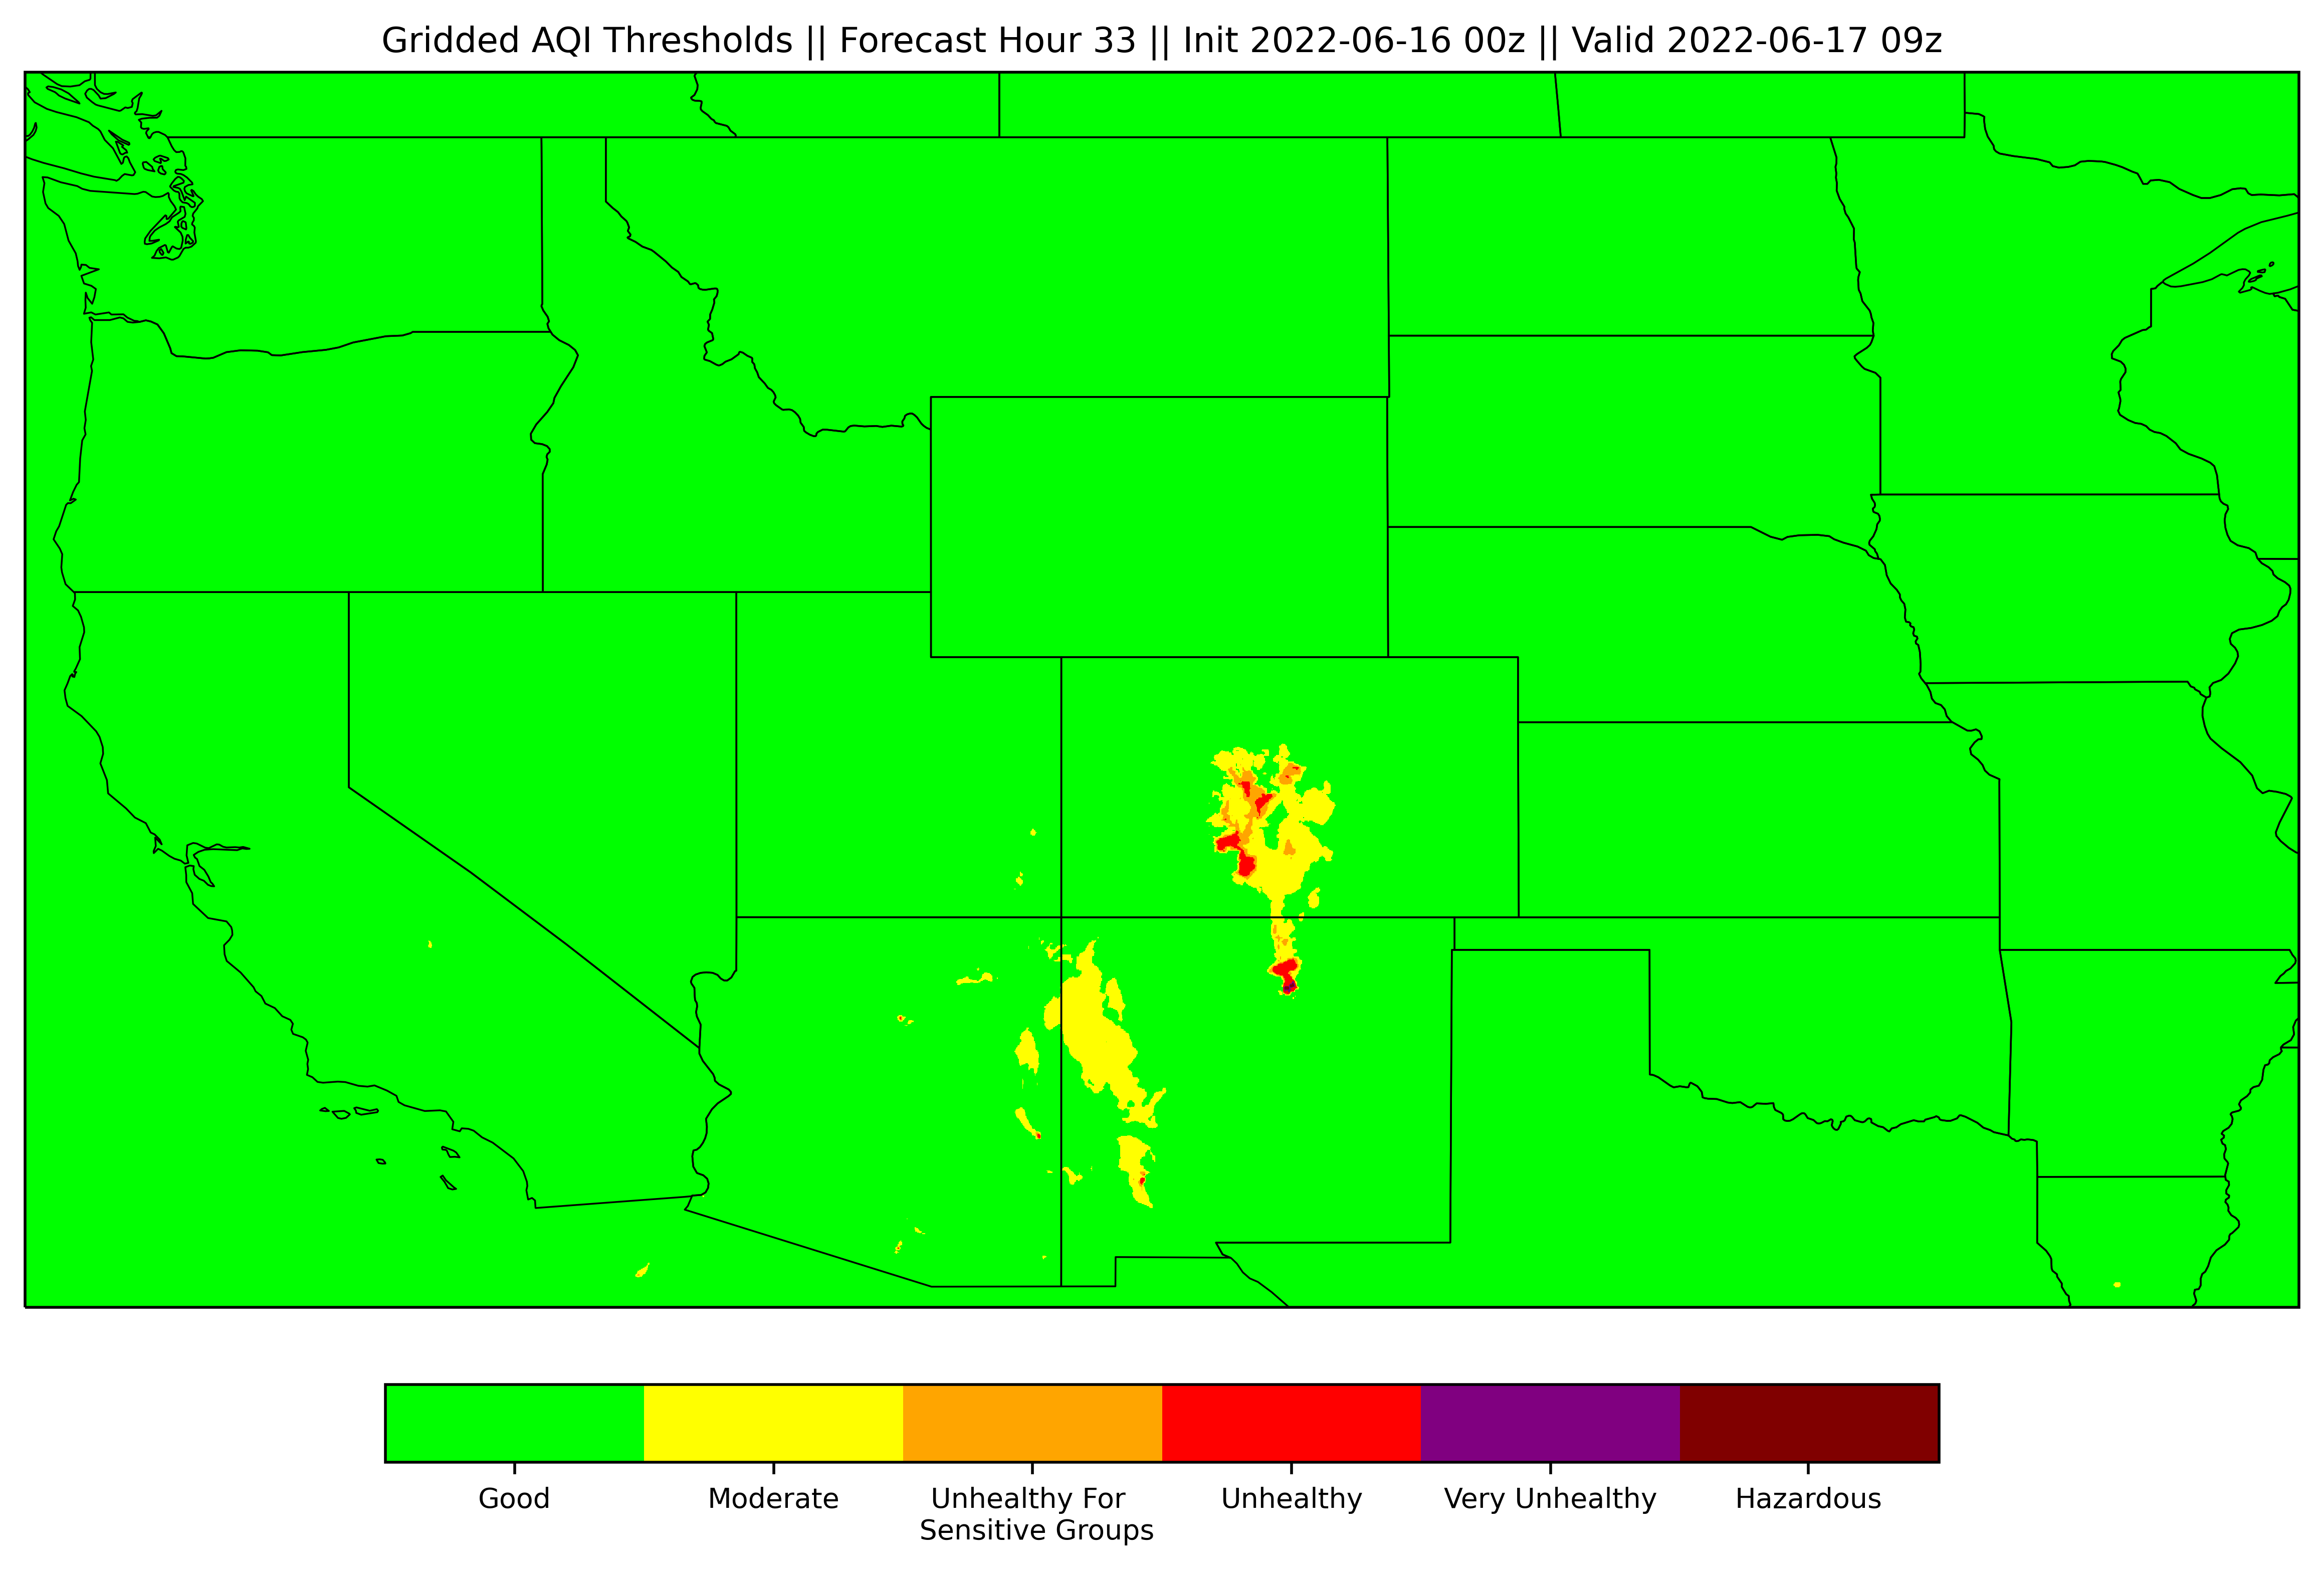 Gridded AQI Thresholds || Forecast Hour 33 || Init 2022-06-16 00z || Valid 2022-06-17 09z
Good
Moderate
Unhealthy For
Sensitive Groups
Unhealthy
Very Unhealthy
Hazardous